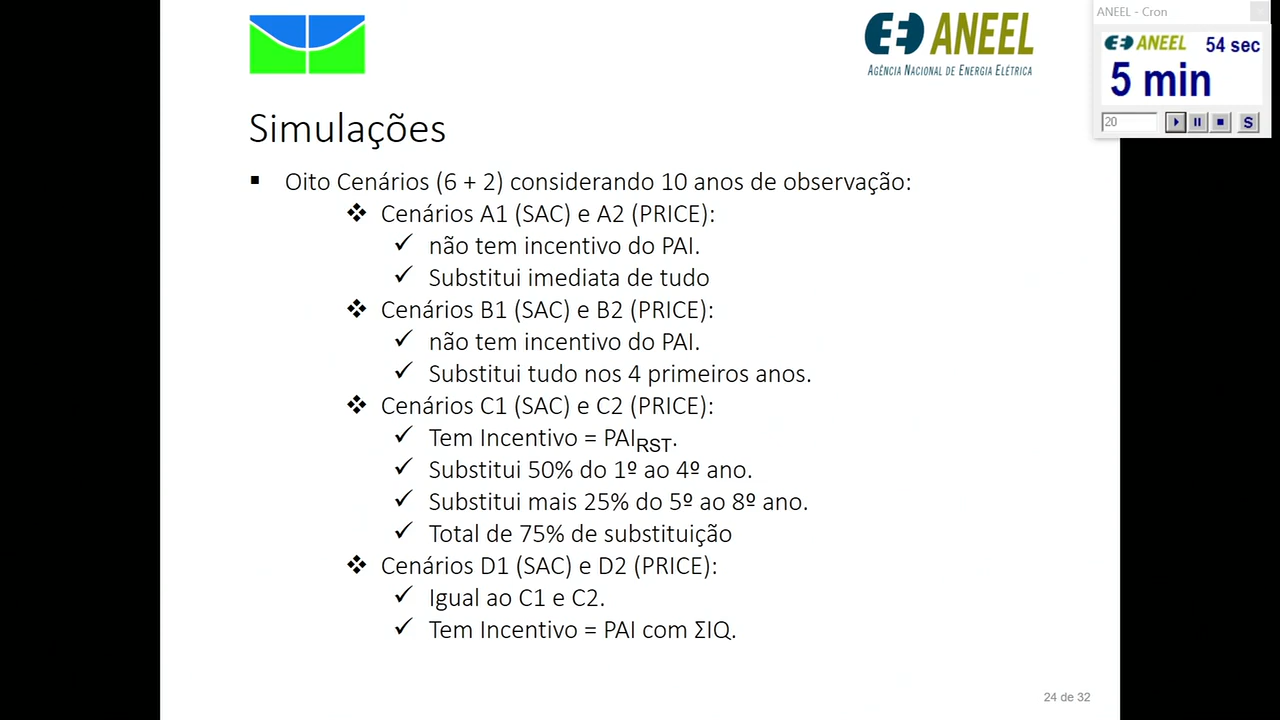 ANEEL
AGÊNCIA NACIONAL DE ENERGIA ELÉTRICA
ANEEL - Cron
ANEEL 54 sec
5 min
20
S
Simulações
▪ Oito Cenários (6 + 2) considerando 10 anos de observação:
❖ Cenários A1 (SAC) e A2 (PRICE):
✓ não tem incentivo do PAI.
✓ Substitui imediata de tudo
❖ Cenários B1 (SAC) e B2 (PRICE):
✓ não tem incentivo do PAI.
✓ Substitui tudo nos 4 primeiros anos.
❖ Cenários C1 (SAC) e C2 (PRICE):
✓ Tem Incentivo = PAI_RST.
✓ Substitui 50% do 1º ao 4º ano.
✓ Substitui mais 25% do 5º ao 8º ano.
✓ Total de 75% de substituição
❖ Cenários D1 (SAC) e D2 (PRICE):
✓ Igual ao C1 e C2.
✓ Tem Incentivo = PAI com ΣIQ.
24 de 32